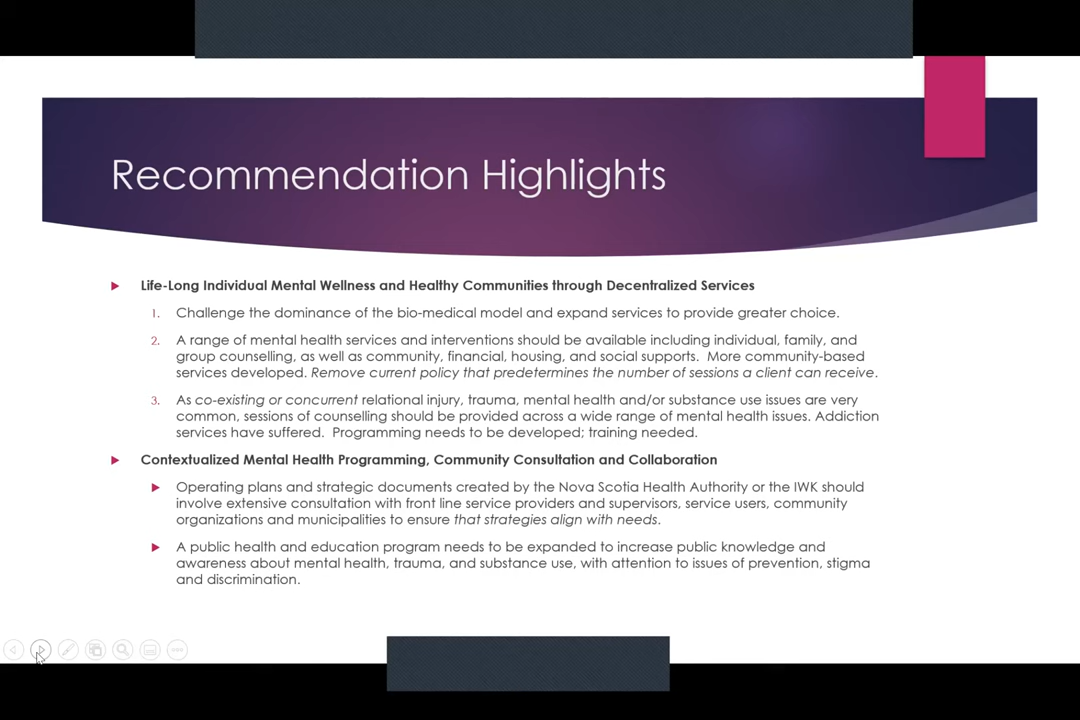 Recommendation Highlights
Life-Long Individual Mental Wellness and Healthy Communities through Decentralized Services
1. Challenge the dominance of the bio-medical model and expand services to provide greater choice.
2. A range of mental health services and interventions should be available including individual, family, and
group counselling, as well as community, financial, housing, and social supports. More community-based
services developed. Remove current policy that predetermines the number of sessions a client can receive.
3. As co-existing or concurrent relational injury, trauma, mental health and/or substance use issues are very
common, sessions of counselling should be provided across a wide range of mental health issues. Addiction
services have suffered. Programming needs to be developed; training needed.
Contextualized Mental Health Programming, Community Consultation and Collaboration
Operating plans and strategic documents created by the Nova Scotia Health Authority or the IWK should
involve extensive consultation with front line service providers and supervisors, service users, community
organizations and municipalities to ensure that strategies align with needs.
A public health and education program needs to be expanded to increase public knowledge and
awareness about mental health, trauma, and substance use, with attention to issues of prevention, stigma
and discrimination.